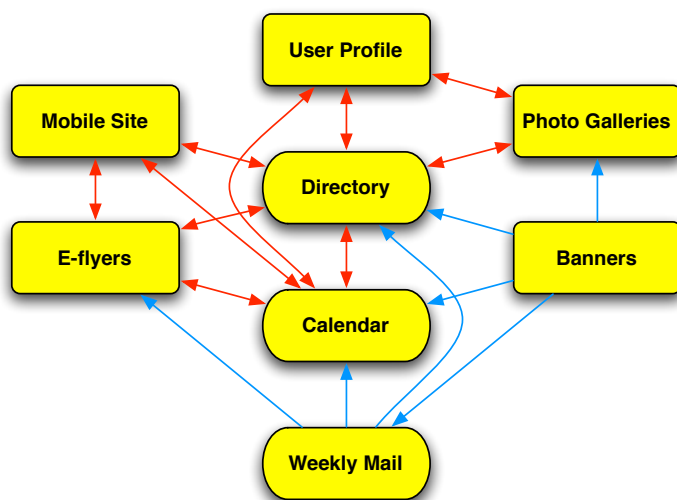 User Profile
Mobile Site
Photo Galleries
Directory
E-flyers
Banners
Calendar
Weekly Mail